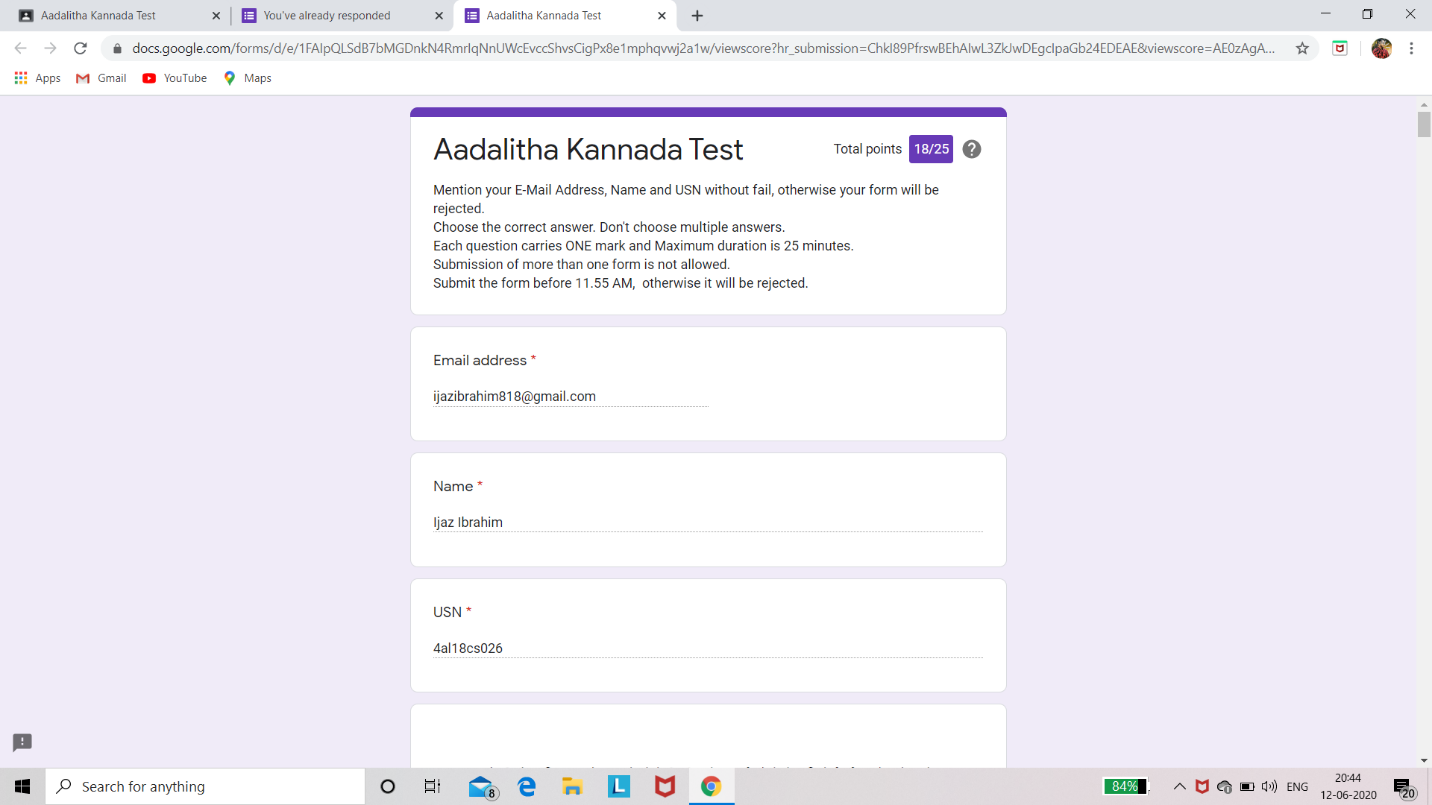 Aadalitha Kannada Test
You've already responded
Aadalitha Kannada Test
docs.google.com/forms/d/e/1FAIpQLSdB7bMGDnkN4RmrIqNnUWcEvccShvsCigPx8e1mphqvwj2a1w/viewscore?hr_submission=ChkI89PfrswBEhAIwL3ZkJwDEgcIpaGb24EDEAE&viewscore=AE0zAgA...
Apps Gmail YouTube Maps
Aadalitha Kannada Test
Total points 18/25
Mention your E-Mail Address, Name and USN without fail, otherwise your form will be
rejected.
Choose the correct answer. Don't choose multiple answers.
Each question carries ONE mark and Maximum duration is 25 minutes.
Submission of more than one form is not allowed.
Submit the form before 11.55 AM,  otherwise it will be rejected.
Email address *
ijazibrahim818@gmail.com
Name *
Ijaz Ibrahim
USN *
4al18cs026
Search for anything
8
L
84%
ENG
20:44
12-06-2020
20